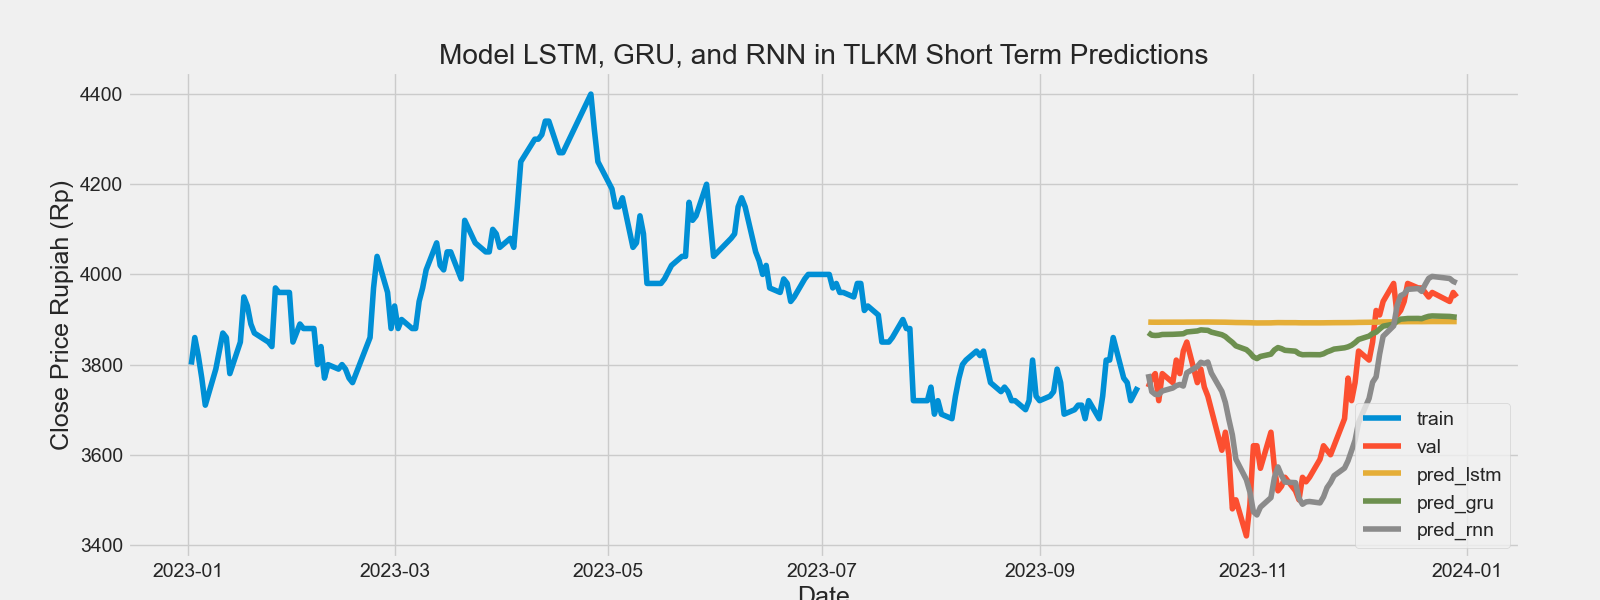 Model LSTM, GRU, and RNN in TLKM Short Term Predictions
Close Price Rupiah (Rp)
4400
4200
4000
3800
3600
3400
train
val
pred_lstm
pred_gru
pred_rnn
2023-01 2023-03 2023-05 2023-07 2023-09 2023-11 2024-01
Date